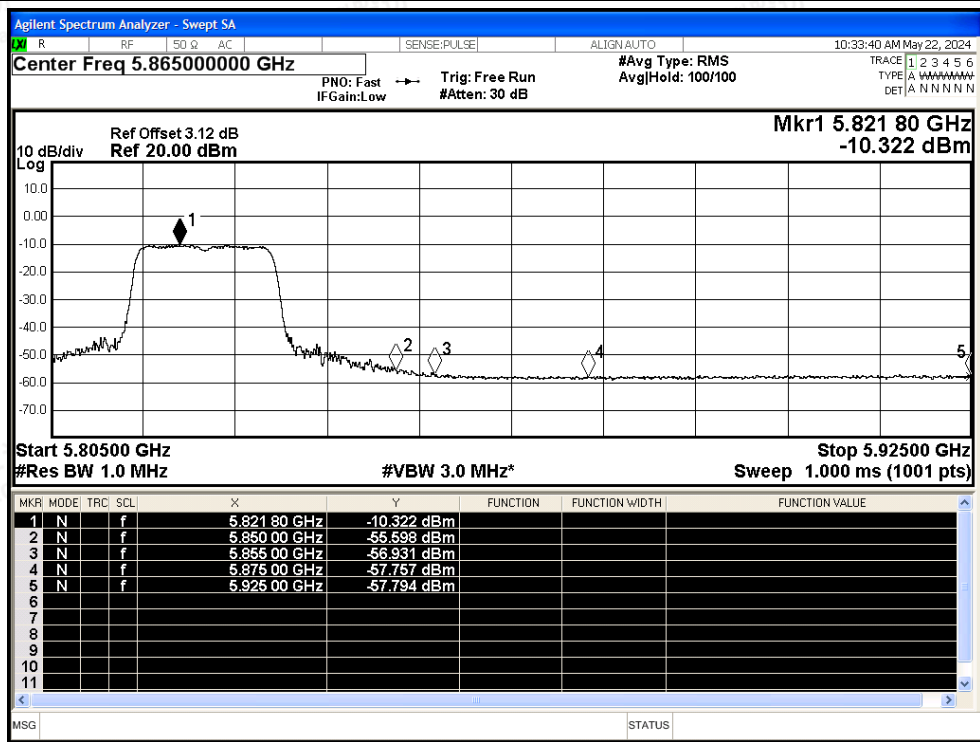 Agilent Spectrum Analyzer - Swept SA
LXI R RF 50 Ω AC SENSE:PULSE ALIGN AUTO 10:33:40 AM May 22, 2024
Center Freq 5.865000000 GHz
PNO: Fast
IFGain:Low
Trig: Free Run
#Atten: 30 dB
#Avg Type: RMS
Avg|Hold: 100/100
TRACE 1 2 3 4 5 6
TYPE A WWWWW
DET A N N N N N
Mkr1 5.821 80 GHz
-10.322 dBm
Ref Offset 3.12 dB
10 dB/div Ref 20.00 dBm
Log
10.0
0.00
-10.0
-20.0
-30.0
-40.0
-50.0
-60.0
-70.0
1
2
3
4
5
Start 5.80500 GHz Stop 5.92500 GHz
#Res BW 1.0 MHz #VBW 3.0 MHz* Sweep 1.000 ms (1001 pts)
MKR MODE TRC SCL X Y FUNCTION FUNCTION WIDTH FUNCTION VALUE
1 N f 5.821 80 GHz -10.322 dBm
2 N f 5.850 00 GHz -55.598 dBm
3 N f 5.855 00 GHz -56.931 dBm
4 N f 5.875 00 GHz -57.757 dBm
5 N f 5.925 00 GHz -57.794 dBm
6
7
8
9
10
11
MSG STATUS